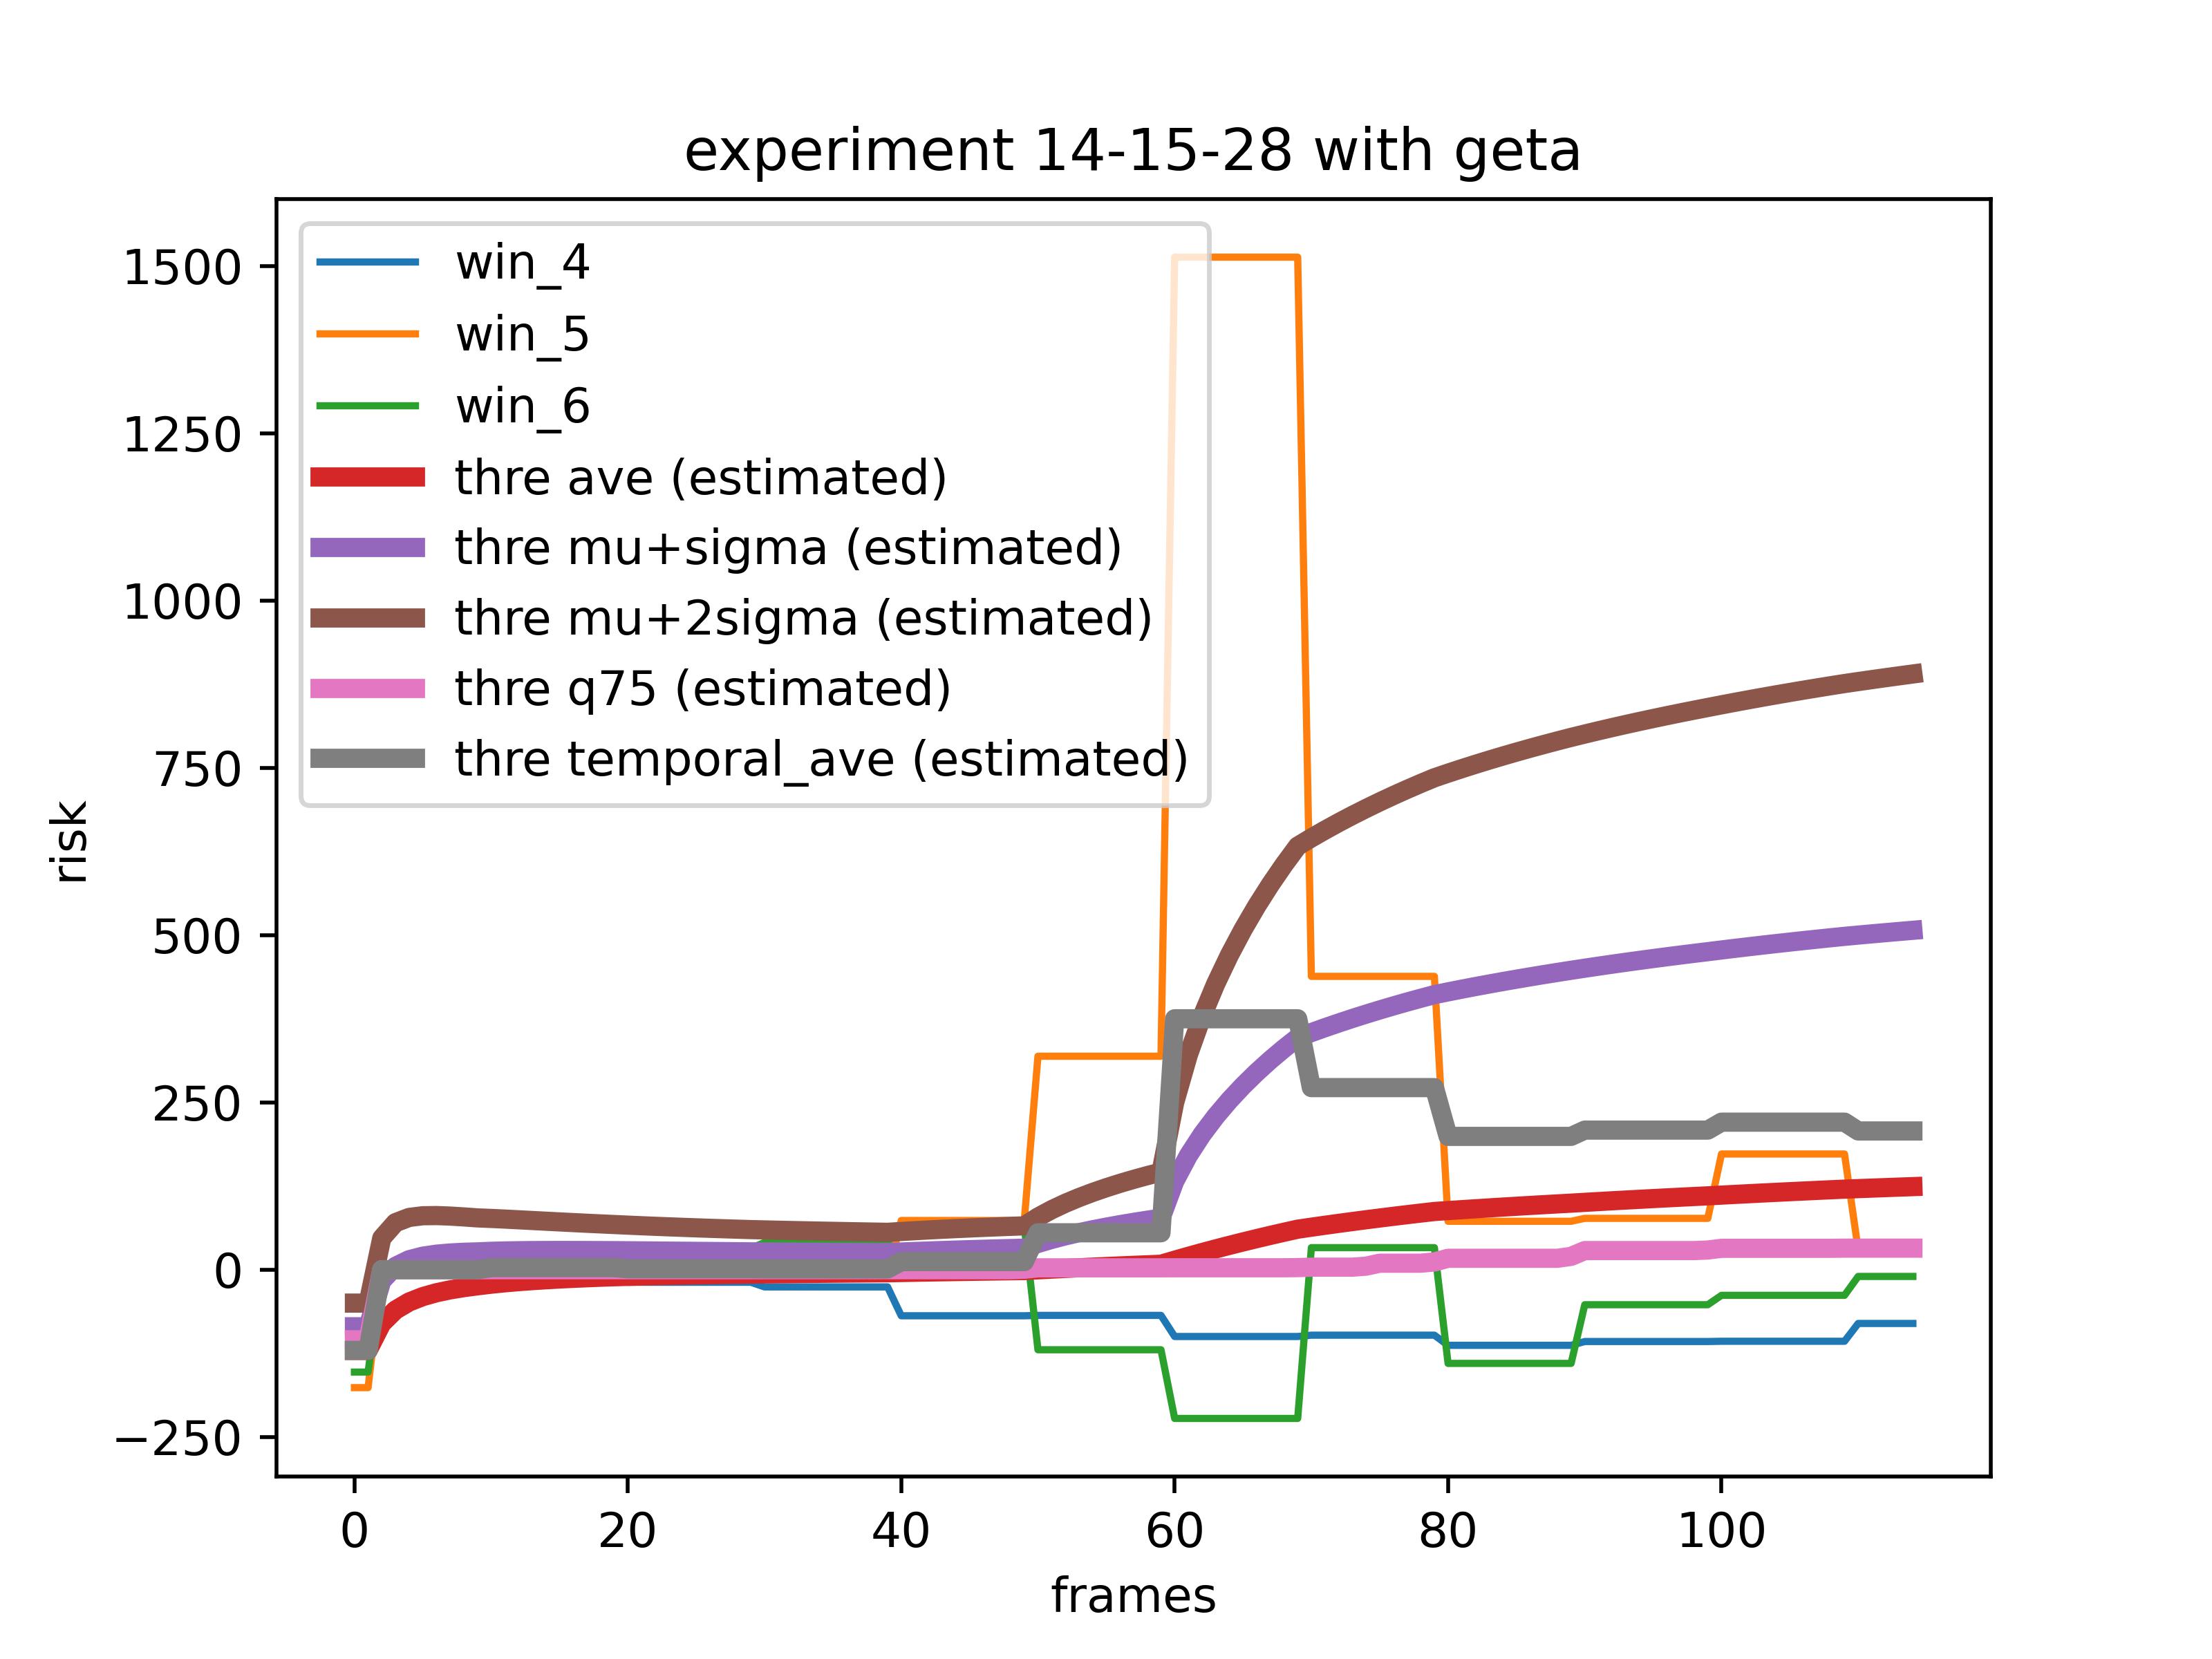 experiment 14-15-28 with geta
1500
1250
1000
750
500
250
0
−250
risk
win_4
win_5
win_6
thre ave (estimated)
thre mu+sigma (estimated)
thre mu+2sigma (estimated)
thre q75 (estimated)
thre temporal_ave (estimated)
0 20 40 60 80 100
frames